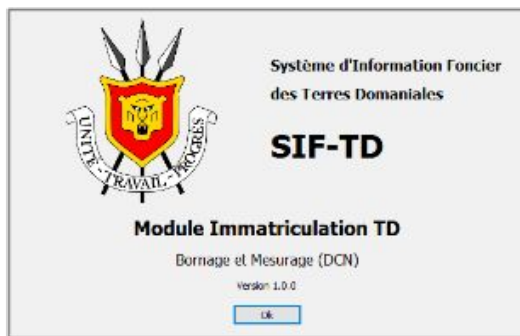 Système d'Information Foncier
des Terres Domaniales
SIF-TD
UNITE - TRAVAIL - PROGRES
Module Immatriculation TD
Bornage et Mesurage (DCN)
Version 1.0.0
Ok